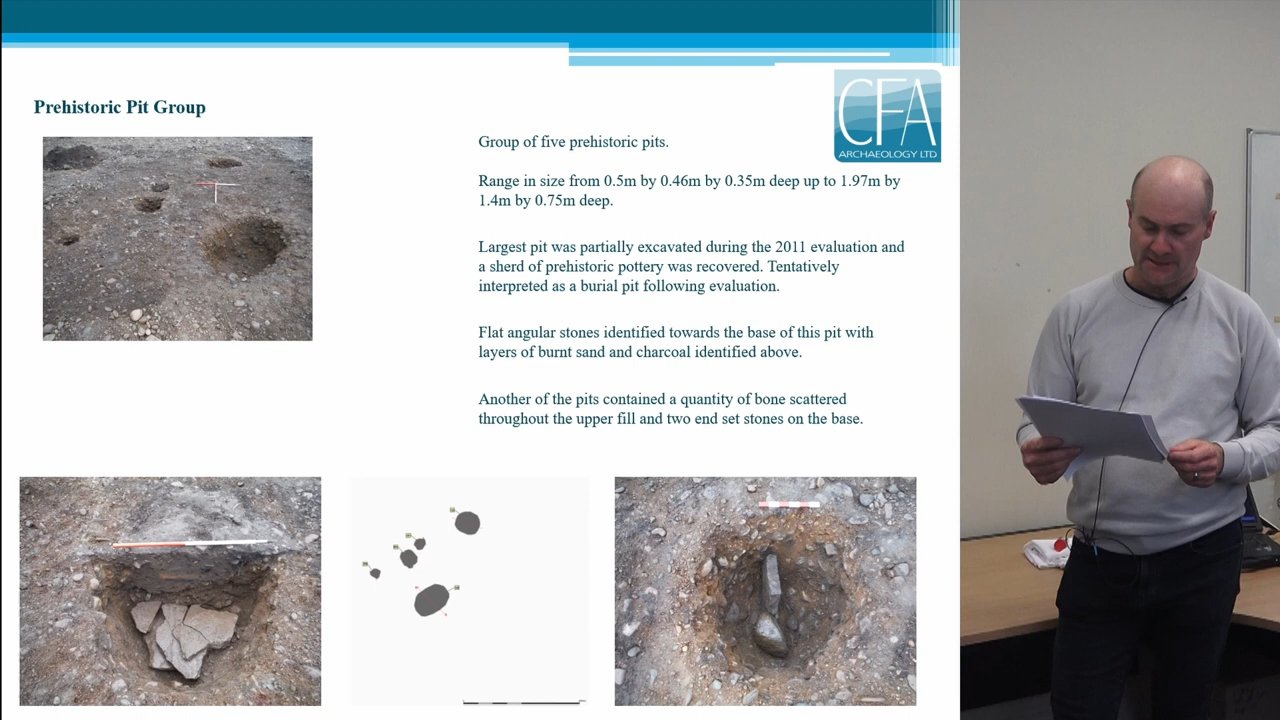 Prehistoric Pit Group
CFA
ARCHAEOLOGY LTD
Group of five prehistoric pits.
Range in size from 0.5m by 0.46m by 0.35m deep up to 1.97m by
1.4m by 0.75m deep.
Largest pit was partially excavated during the 2011 evaluation and
a sherd of prehistoric pottery was recovered. Tentatively
interpreted as a burial pit following evaluation.
Flat angular stones identified towards the base of this pit with
layers of burnt sand and charcoal identified above.
Another of the pits contained a quantity of bone scattered
throughout the upper fill and two end set stones on the base.